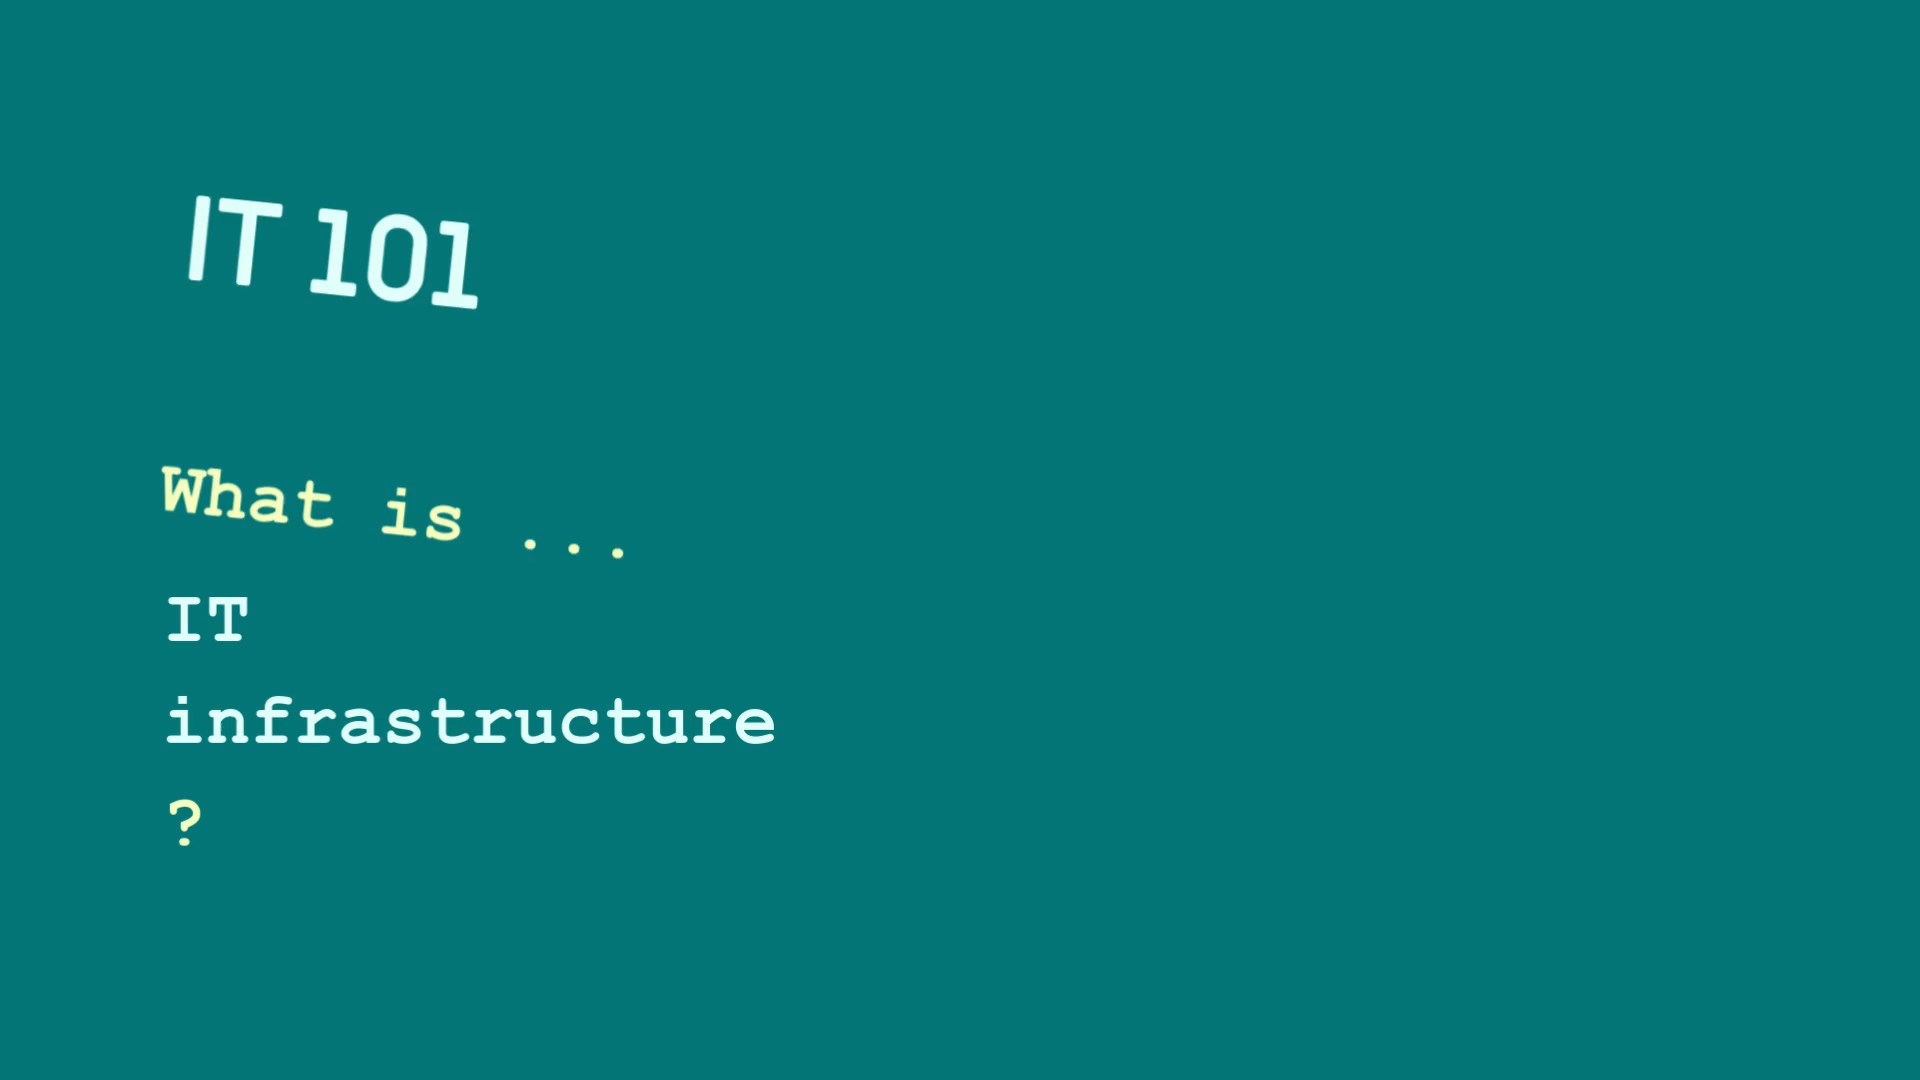 IT 101
What is ...
IT
infrastructure
?